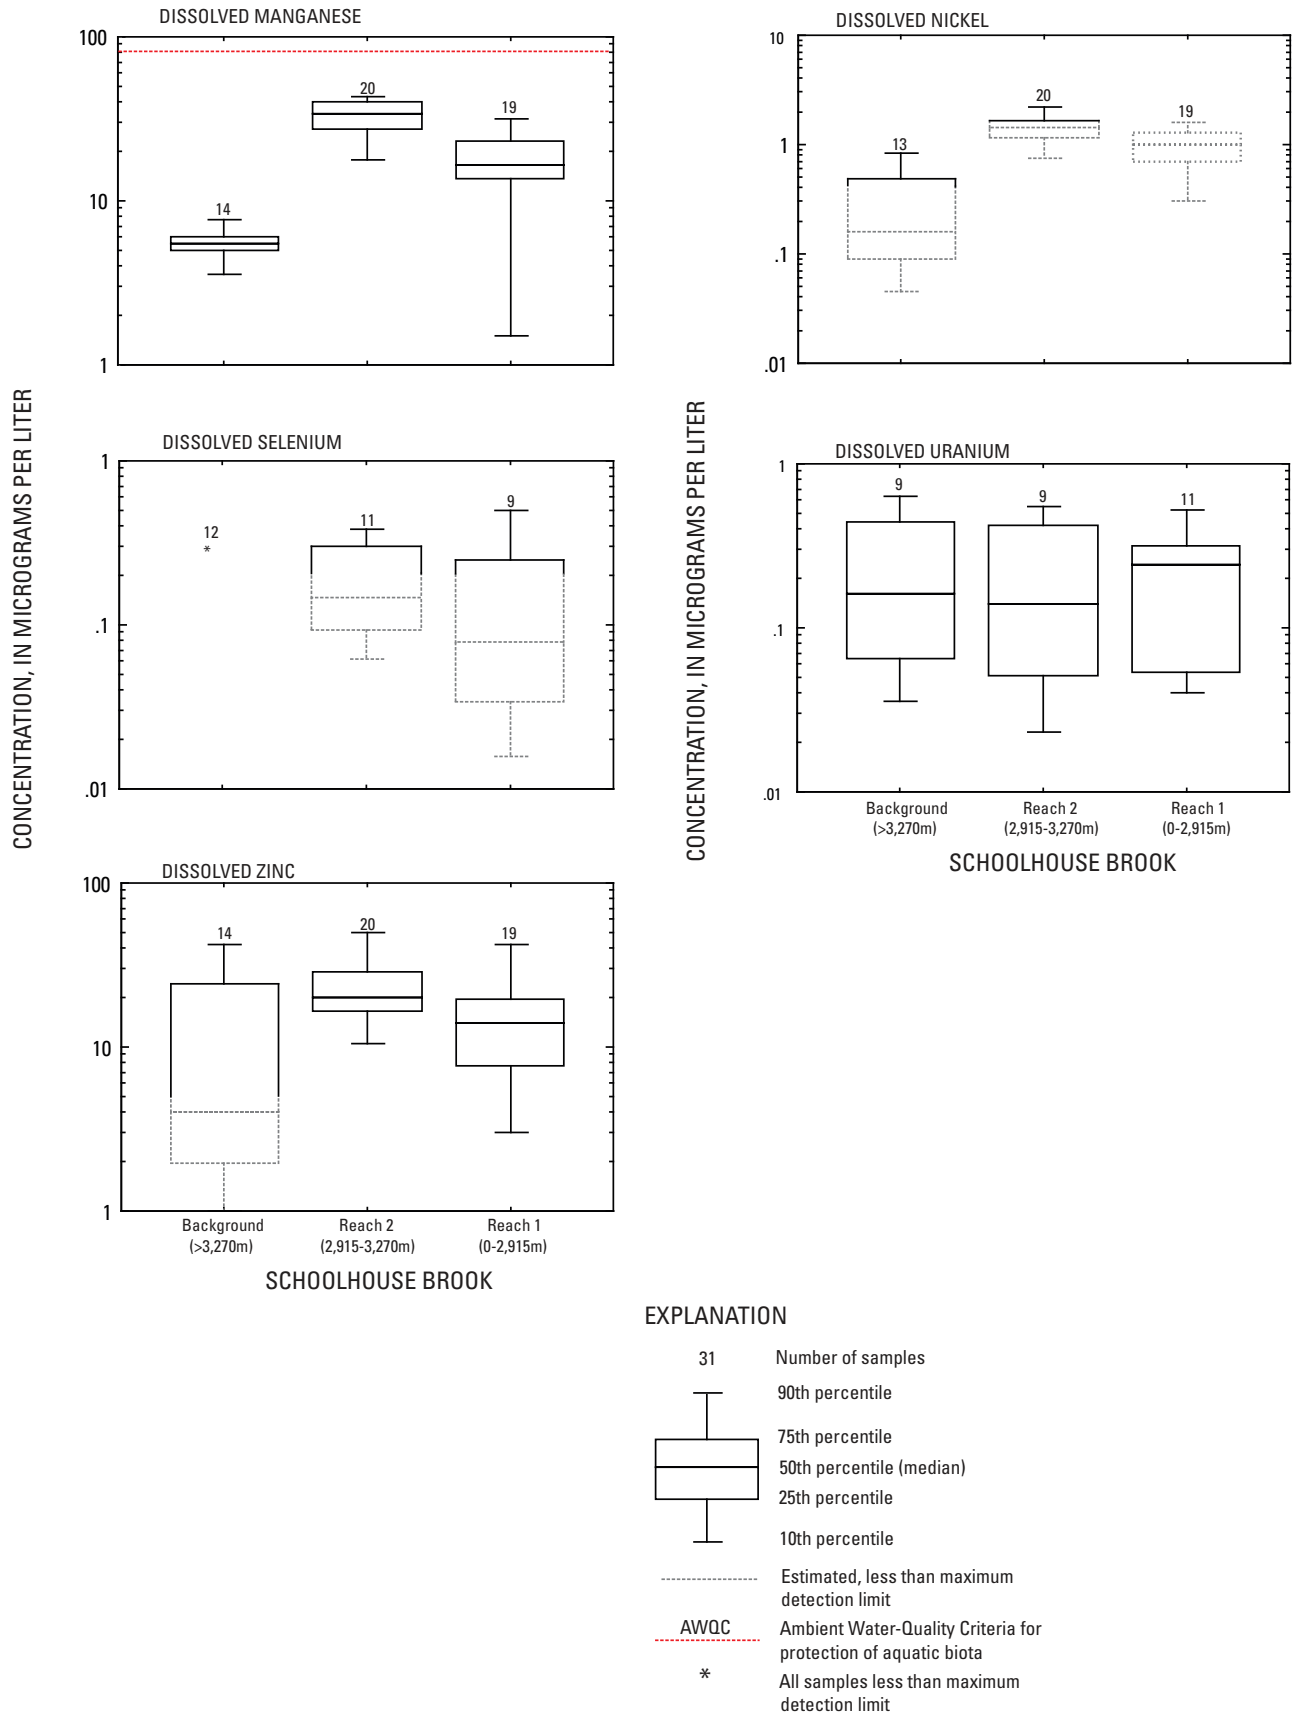 DISSOLVED MANGANESE
100
10
1
20
19
14
DISSOLVED NICKEL
10
1
.1
.01
13
20
19
CONCENTRATION, IN MICROGRAMS PER LITER
DISSOLVED SELENIUM
1
.1
.01
12
*
11
9
CONCENTRATION, IN MICROGRAMS PER LITER
DISSOLVED URANIUM
1
.1
.01
9
9
11
Background
(>3,270m)
Reach 2
(2,915-3,270m)
Reach 1
(0-2,915m)
SCHOOLHOUSE BROOK
DISSOLVED ZINC
100
10
1
14
20
19
Background
(>3,270m)
Reach 2
(2,915-3,270m)
Reach 1
(0-2,915m)
SCHOOLHOUSE BROOK
EXPLANATION
31 Number of samples
90th percentile
75th percentile
50th percentile (median)
25th percentile
10th percentile
Estimated, less than maximum
detection limit
AWQC Ambient Water-Quality Criteria for
protection of aquatic biota
* All samples less than maximum
detection limit